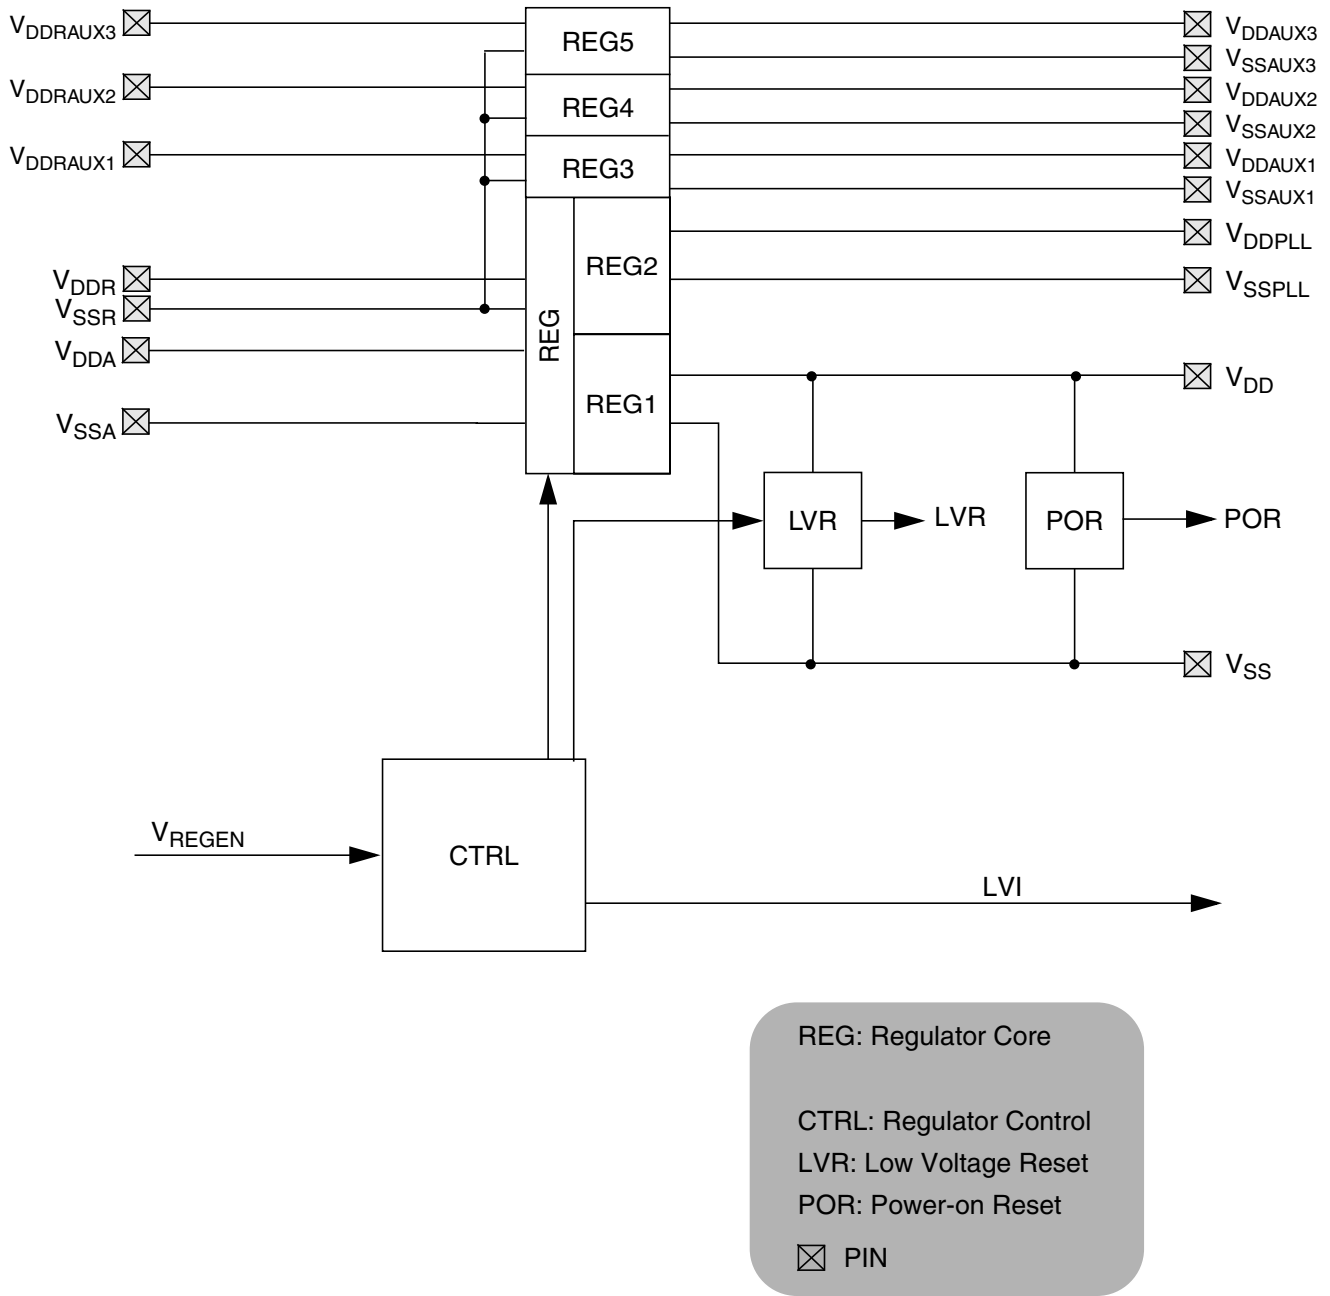 VDDRAUX3
REG5
VDDAUX3
VSSAUX3
VDDRAUX2
REG4
VDDAUX2
VSSAUX2
VDDRAUX1
REG3
VDDAUX1
VSSAUX1
VDDPLL
REG2
VDDR
VSSPLL
VSSR
REG
VDDA
VDD
REG1
VSSA
LVR
LVR
POR
POR
VSS
VREGEN
CTRL
LVI
REG: Regulator Core
CTRL: Regulator Control
LVR: Low Voltage Reset
POR: Power-on Reset
PIN